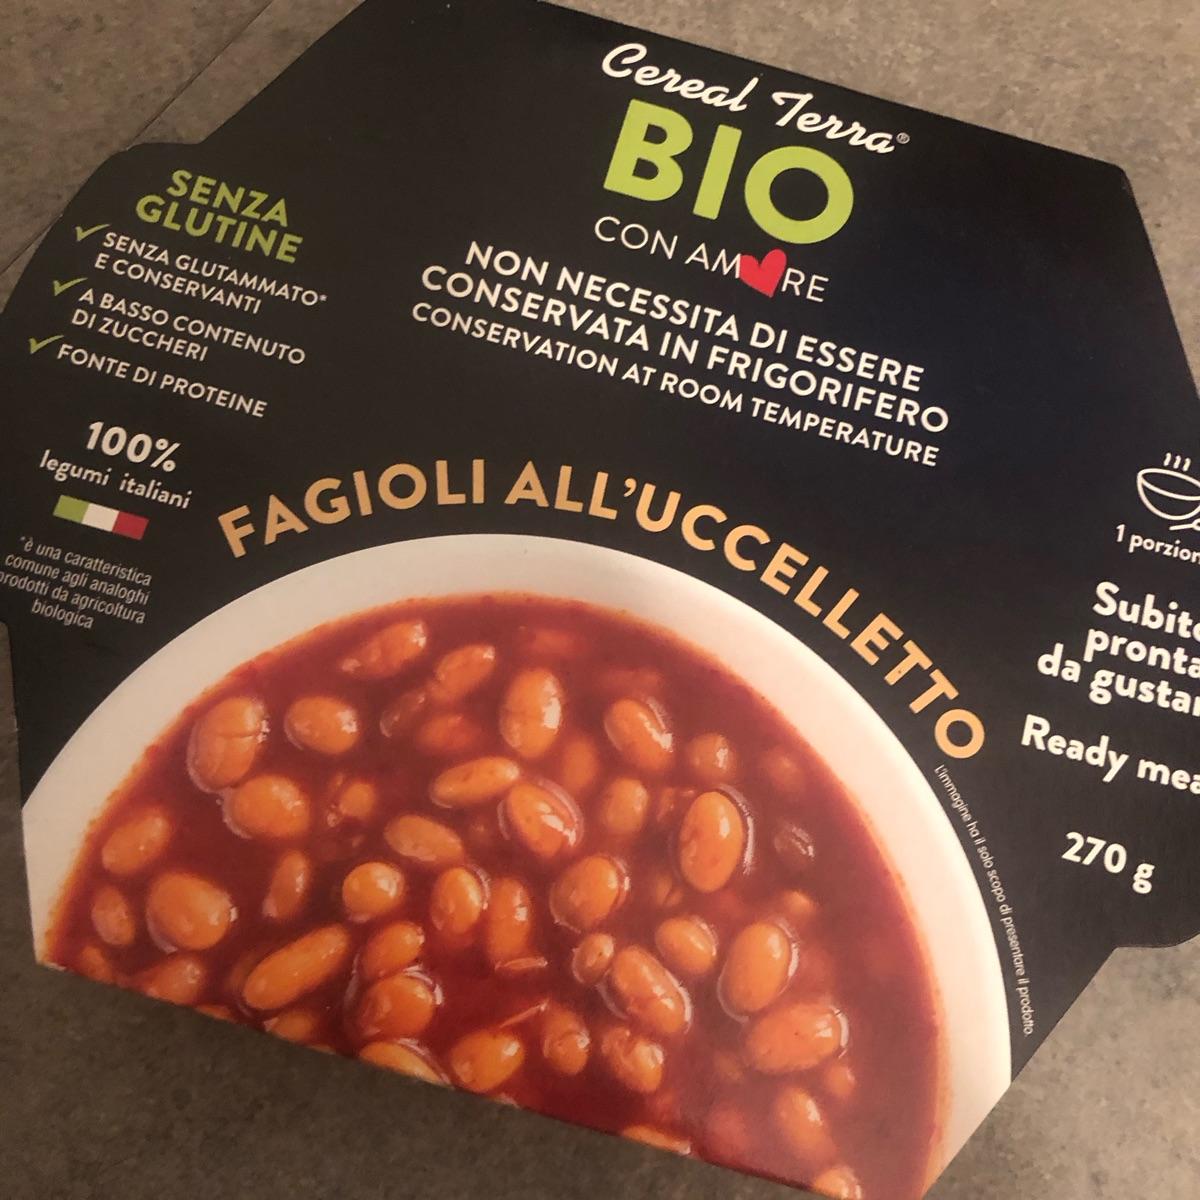 Cereal Terra®
BIO
CON AM❤RE
NON NECESSITA DI ESSERE
CONSERVATA IN FRIGORIFERO
CONSERVATION AT ROOM TEMPERATURE
SENZA
GLUTINE
✓ SENZA GLUTAMMATO*
E CONSERVANTI
✓ A BASSO CONTENUTO
DI ZUCCHERI
✓ FONTE DI PROTEINE
100%
legumi italiani
*è una caratteristica
comune agli analoghi
prodotti da agricoltura
biologica
FAGIOLI ALL'UCCELLETTO
1 porzion
Subito
pronta
da gustar
Ready mea
270 g
L'immagine ha il solo scopo di presentare il prodotto